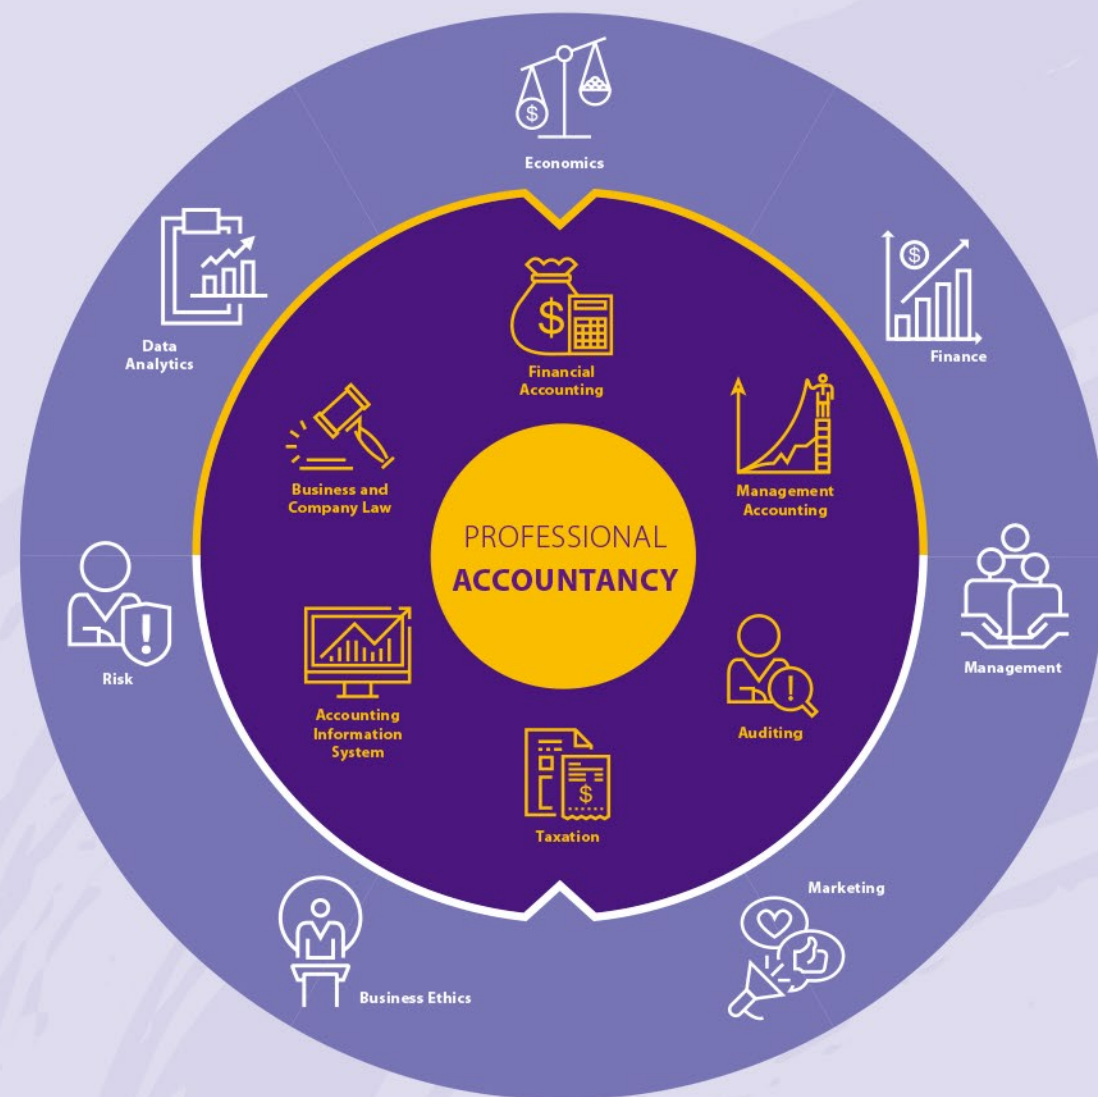 Economics
Finance
Management
Marketing
Business Ethics
Risk
Data
Analytics
Financial
Accounting
Management
Accounting
Auditing
Taxation
Accounting
Information
System
Business and
Company Law
PROFESSIONAL
ACCOUNTANCY
$
$
$
$
!
!